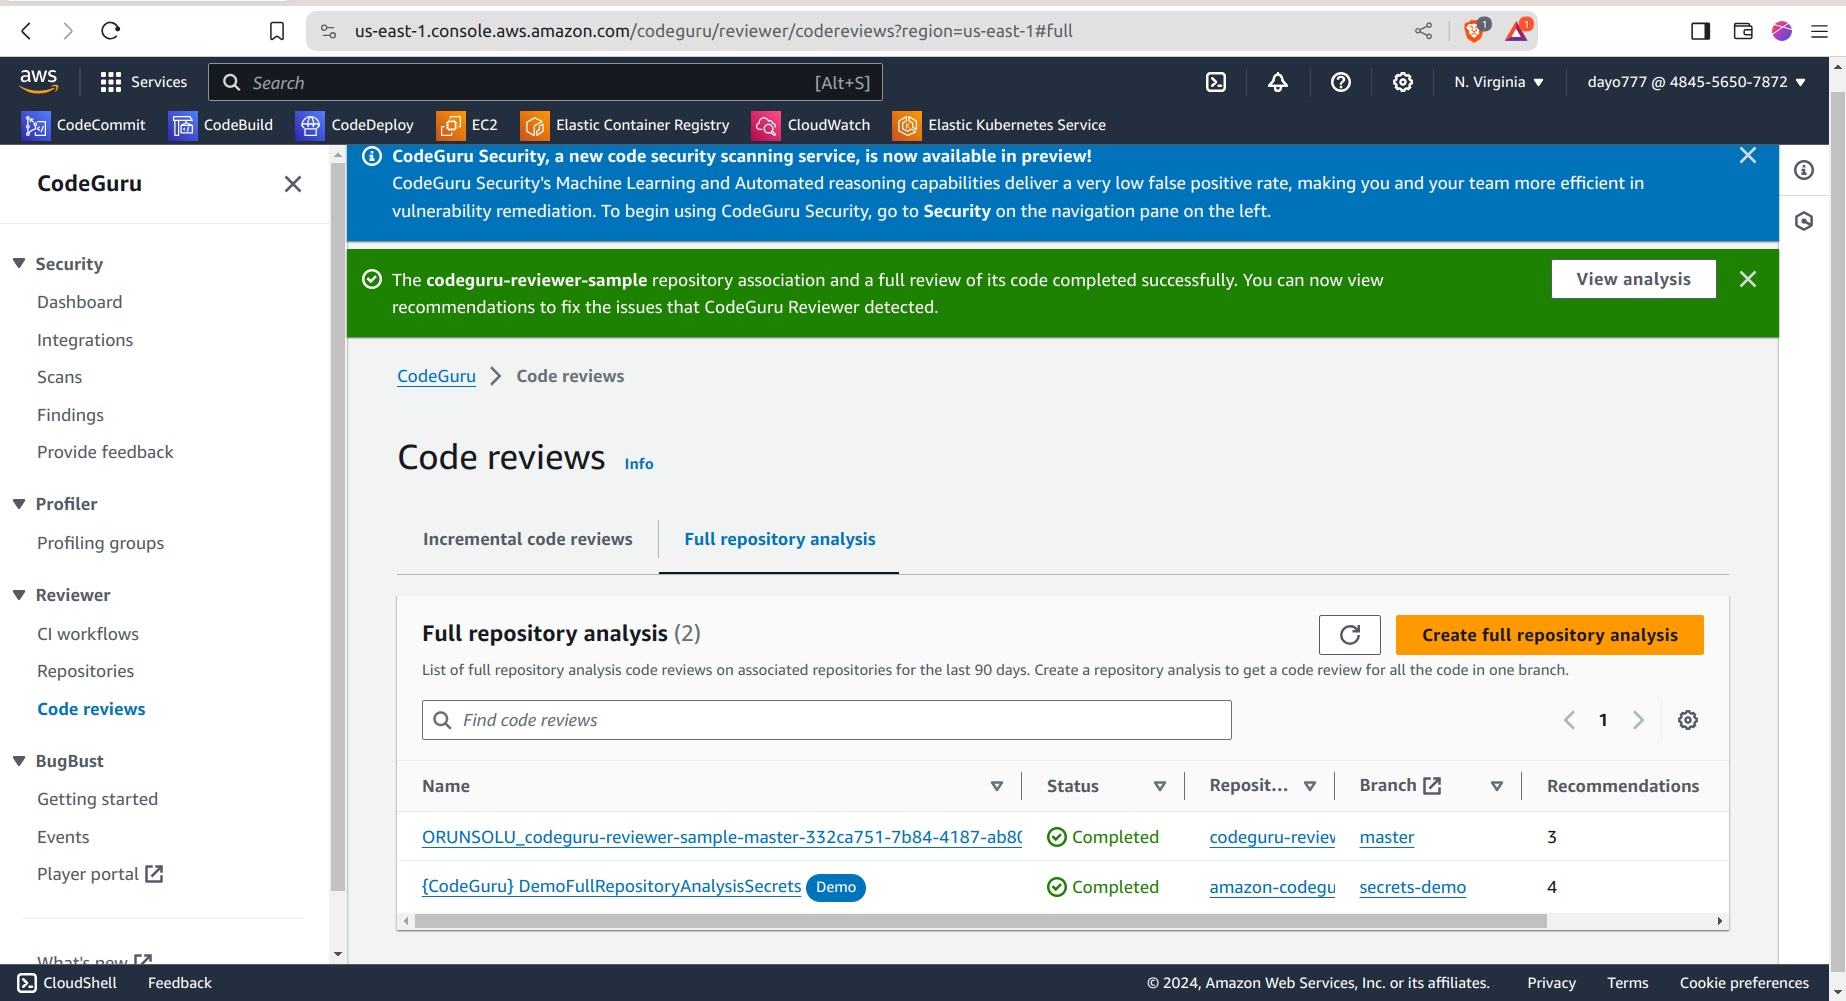 us-east-1.console.aws.amazon.com/codeguru/reviewer/codereviews?region=us-east-1#full
1
1
aws
Services
Search
[Alt+S]
N. Virginia
dayo777 @ 4845-5650-7872
CodeCommit
CodeBuild
CodeDeploy
EC2
Elastic Container Registry
CloudWatch
Elastic Kubernetes Service
CodeGuru
Security
Dashboard
Integrations
Scans
Findings
Provide feedback
Profiler
Profiling groups
Reviewer
CI workflows
Repositories
Code reviews
BugBust
Getting started
Events
Player portal
What's new
CodeGuru Security, a new code security scanning service, is now available in preview!
CodeGuru Security's Machine Learning and Automated reasoning capabilities deliver a very low false positive rate, making you and your team more efficient in
vulnerability remediation. To begin using CodeGuru Security, go to Security on the navigation pane on the left.
The codeguru-reviewer-sample repository association and a full review of its code completed successfully. You can now view
recommendations to fix the issues that CodeGuru Reviewer detected.
View analysis
CodeGuru
Code reviews
Code reviews
Info
Incremental code reviews
Full repository analysis
Full repository analysis (2)
Create full repository analysis
List of full repository analysis code reviews on associated repositories for the last 90 days. Create a repository analysis to get a code review for all the code in one branch.
Find code reviews
1
Name
Status
Reposit...
Branch
Recommendations
ORUNSOLU_codeguru-reviewer-sample-master-332ca751-7b84-4187-ab80
Completed
codeguru-review
master
3
{CodeGuru} DemoFullRepositoryAnalysisSecrets
Demo
Completed
amazon-codegu
secrets-demo
4
CloudShell
Feedback
© 2024, Amazon Web Services, Inc. or its affiliates.
Privacy
Terms
Cookie preferences